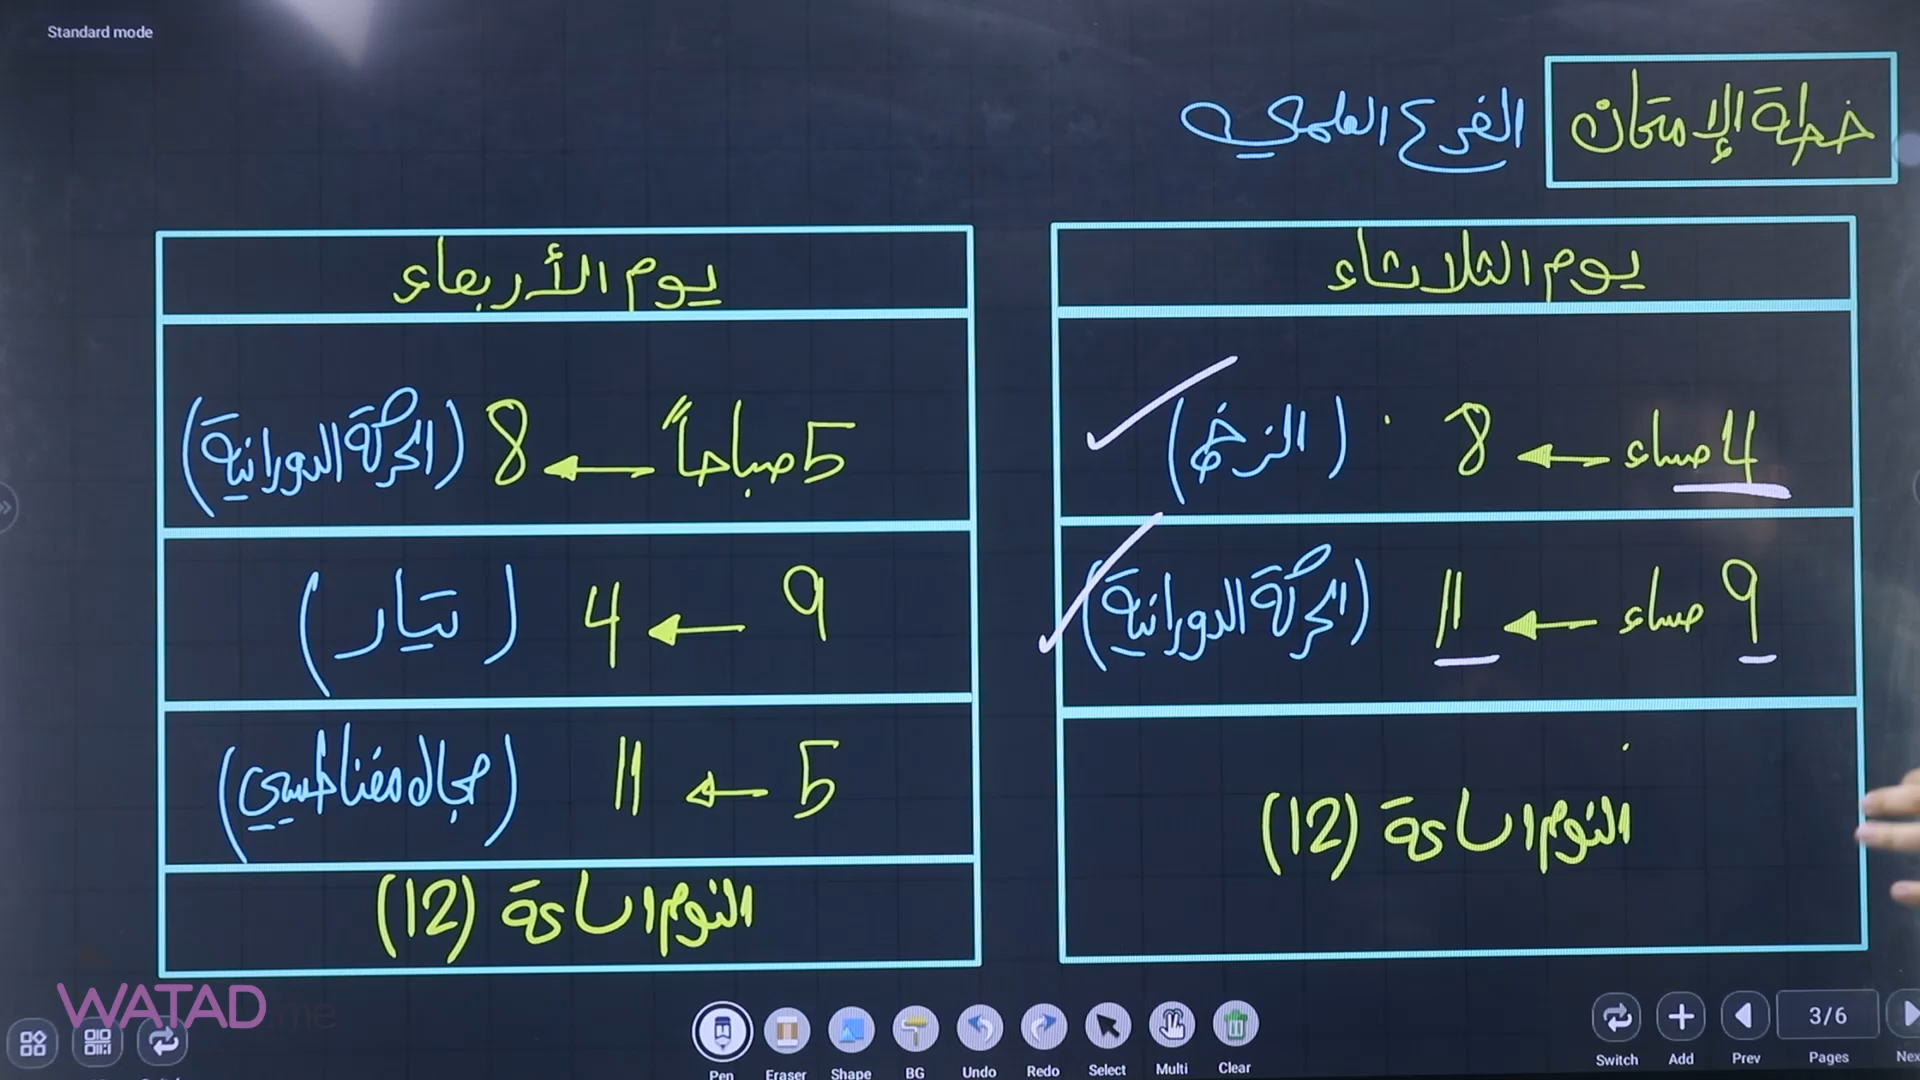 Standard mode
خطة الإمتحان
الفرع العلمي
يوم الثلاثاء
4 مساء ← 8 (الزخم)
9 مساء ← 11 (الحركة الدورانية)
النوم الساعة (12)
يوم الأربعاء
5 صباحاً ← 8 (الحركة الدورانية)
9 ← 4 (تيار)
5 ← 11 (مجال مغناطيسي)
النوم الساعة (12)
WATAD.me
Pen Eraser Shape BG Undo Redo Select Multi Clear
3/6
Switch Add Prev Pages